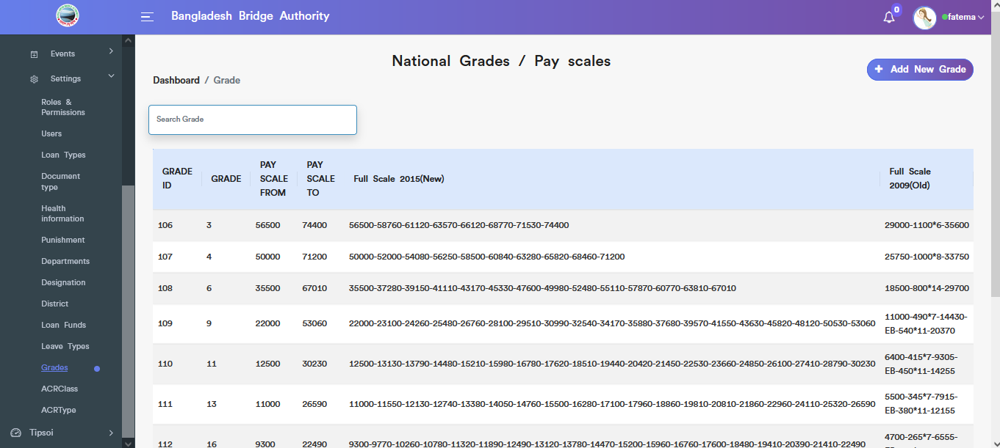 Bangladesh Bridge Authority
0
fatema
Events
Settings
Roles &
Permissions
Users
Loan Types
Document
type
Health
information
Punishment
Departments
Designation
District
Loan Funds
Leave Types
Grades
ACRClass
ACRType
Tipsoi
National Grades / Pay scales
Dashboard / Grade
+ Add New Grade
Search Grade
GRADE
ID
GRADE
PAY
SCALE
FROM
PAY
SCALE
TO
Full Scale 2015(New)
Full Scale
2009(Old)
106 3 56500 74400 56500-58760-61120-63570-66120-68770-71530-74400 29000-1100*6-35600
107 4 50000 71200 50000-52000-54080-56250-58500-60840-63280-65820-68460-71200 25750-1000*8-33750
108 6 35500 67010 35500-37280-39150-41110-43170-45330-47600-49980-52480-55110-57870-60770-63810-67010 18500-800*14-29700
109 9 22000 53060 22000-23100-24260-25480-26760-28100-29510-30990-32540-34170-35880-37680-39570-41550-43630-45820-48120-50530-53060 11000-490*7-14430-
EB-540*11-20370
110 11 12500 30230 12500-13130-13790-14480-15210-15980-16780-17620-18510-19440-20420-21450-22530-23660-24850-26100-27410-28790-30230 6400-415*7-9305-
EB-450*11-14255
111 13 11000 26590 11000-11550-12130-12740-13380-14050-14760-15500-16280-17100-17960-18860-19810-20810-21860-22960-24110-25320-26590 5500-345*7-7915-
EB-380*11-12155
112 16 9300 22490 9300-9770-10260-10780-11320-11890-12490-13120-13780-14470-15200-15960-16760-17600-18480-19410-20390-21410-22490 4700-265*7-6555-